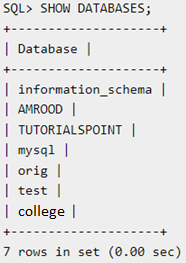 SQL> SHOW DATABASES;
+--------------------+
| Database |
+--------------------+
| information_schema |
| AMROOD |
| TUTORIALSPOINT |
| mysql |
| orig |
| test |
| college |
+--------------------+
7 rows in set (0.00 sec)